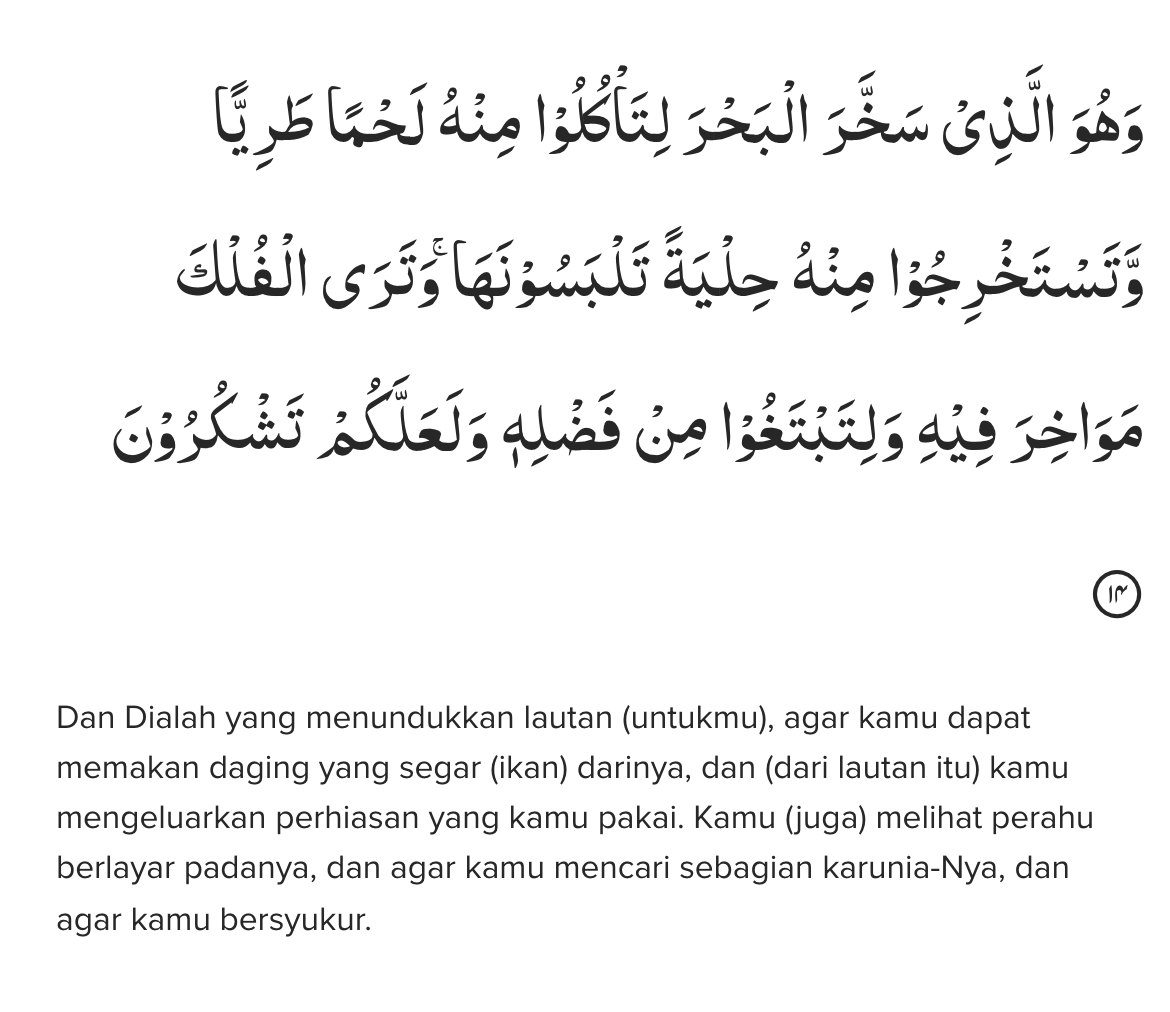 وَهُوَ الَّذِيْ سَخَّرَ الْبَحْرَ لِتَأْكُلُوْا مِنْهُ لَحْمًا طَرِيًّا
وَّتَسْتَخْرِجُوْا مِنْهُ حِلْيَةً تَلْبَسُوْنَهَاۚ وَتَرَى الْفُلْكَ
مَوَاخِرَ فِيْهِ وَلِتَبْتَغُوْا مِنْ فَضْلِهٖ وَلَعَلَّكُمْ تَشْكُرُوْنَ
١٤
Dan Dialah yang menundukkan lautan (untukmu), agar kamu dapat
memakan daging yang segar (ikan) darinya, dan (dari lautan itu) kamu
mengeluarkan perhiasan yang kamu pakai. Kamu (juga) melihat perahu
berlayar padanya, dan agar kamu mencari sebagian karunia-Nya, dan
agar kamu bersyukur.